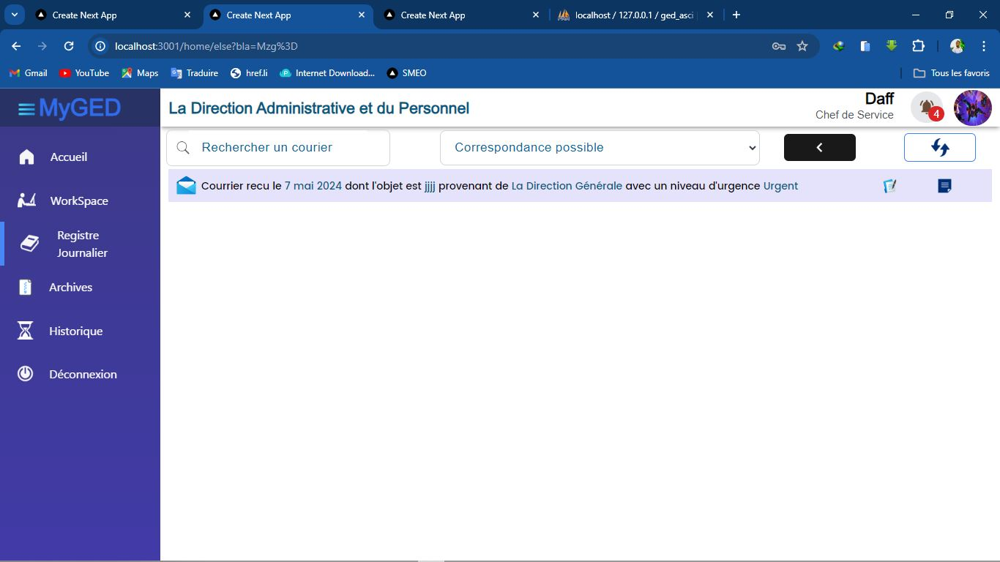 Create Next App
Create Next App
Create Next App
localhost / 127.0.0.1 / ged_asci
localhost:3001/home/else?bla=Mzg%3D
Gmail
YouTube
Maps
Traduire
href.li
Internet Download...
SMEO
Tous les favoris
MyGED
La Direction Administrative et du Personnel
Daff
Chef de Service
4
Accueil
WorkSpace
Registre
Journalier
Archives
Historique
Déconnexion
Rechercher un courier
Correspondance possible
Courrier recu le 7 mai 2024 dont l'objet est jjjj provenant de La Direction Générale avec un niveau d'urgence Urgent